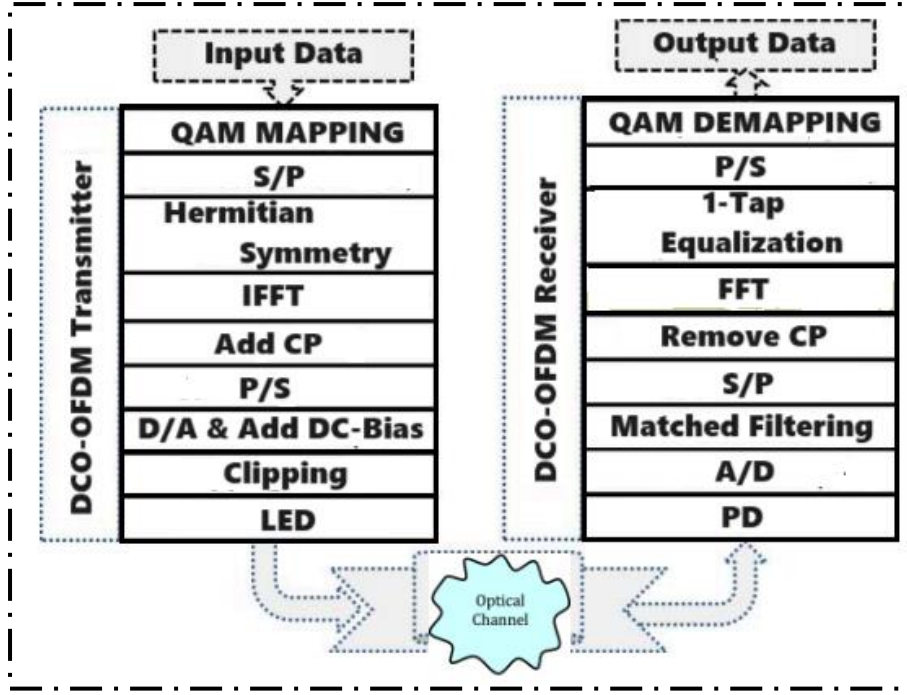 Input Data
DCO-OFDM Transmitter
QAM MAPPING
S/P
Hermitian
Symmetry
IFFT
Add CP
P/S
D/A & Add DC-Bias
Clipping
LED
Output Data
DCO-OFDM Receiver
QAM DEMAPPING
P/S
1-Tap
Equalization
FFT
Remove CP
S/P
Matched Filtering
A/D
PD
Optical
Channel